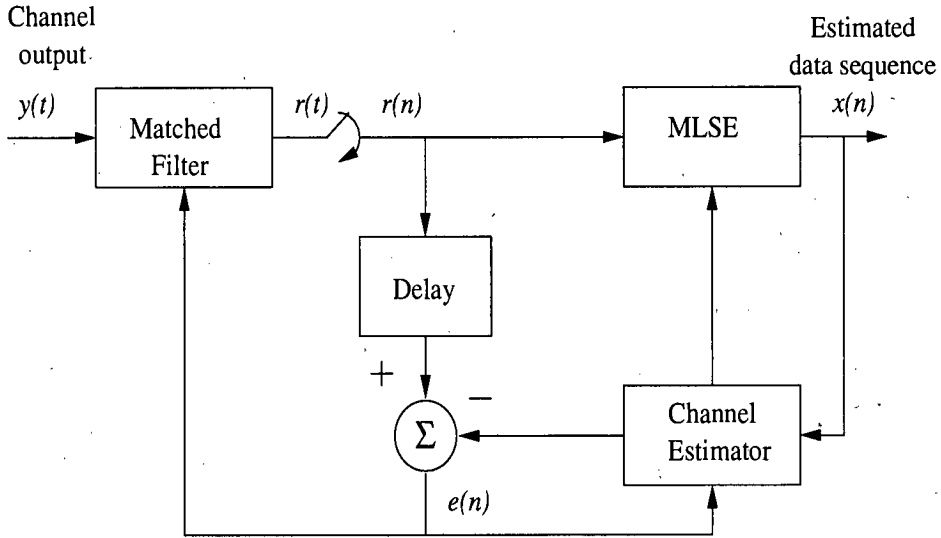 Channel
output
y(t)
Matched
Filter
r(t)
r(n)
MLSE
Estimated
data sequence
x(n)
Delay
+
−
Σ
Channel
Estimator
e(n)